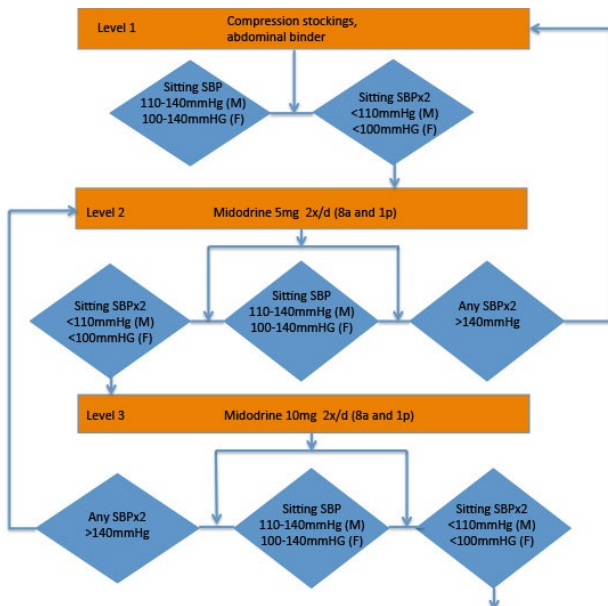 Level 1
Compression stockings,
abdominal binder
Sitting SBP
110-140mmHg (M)
100-140mmHG (F)
Sitting SBPx2
<110mmHg (M)
<100mmHG (F)
Level 2
Midodrine 5mg 2x/d (8a and 1p)
Sitting SBPx2
<110mmHg (M)
<100mmHG (F)
Sitting SBP
110-140mmHg (M)
100-140mmHG (F)
Any SBPx2
>140mmHg
Level 3
Midodrine 10mg 2x/d (8a and 1p)
Any SBPx2
>140mmHg
Sitting SBP
110-140mmHg (M)
100-140mmHG (F)
Sitting SBPx2
<110mmHg (M)
<100mmHG (F)